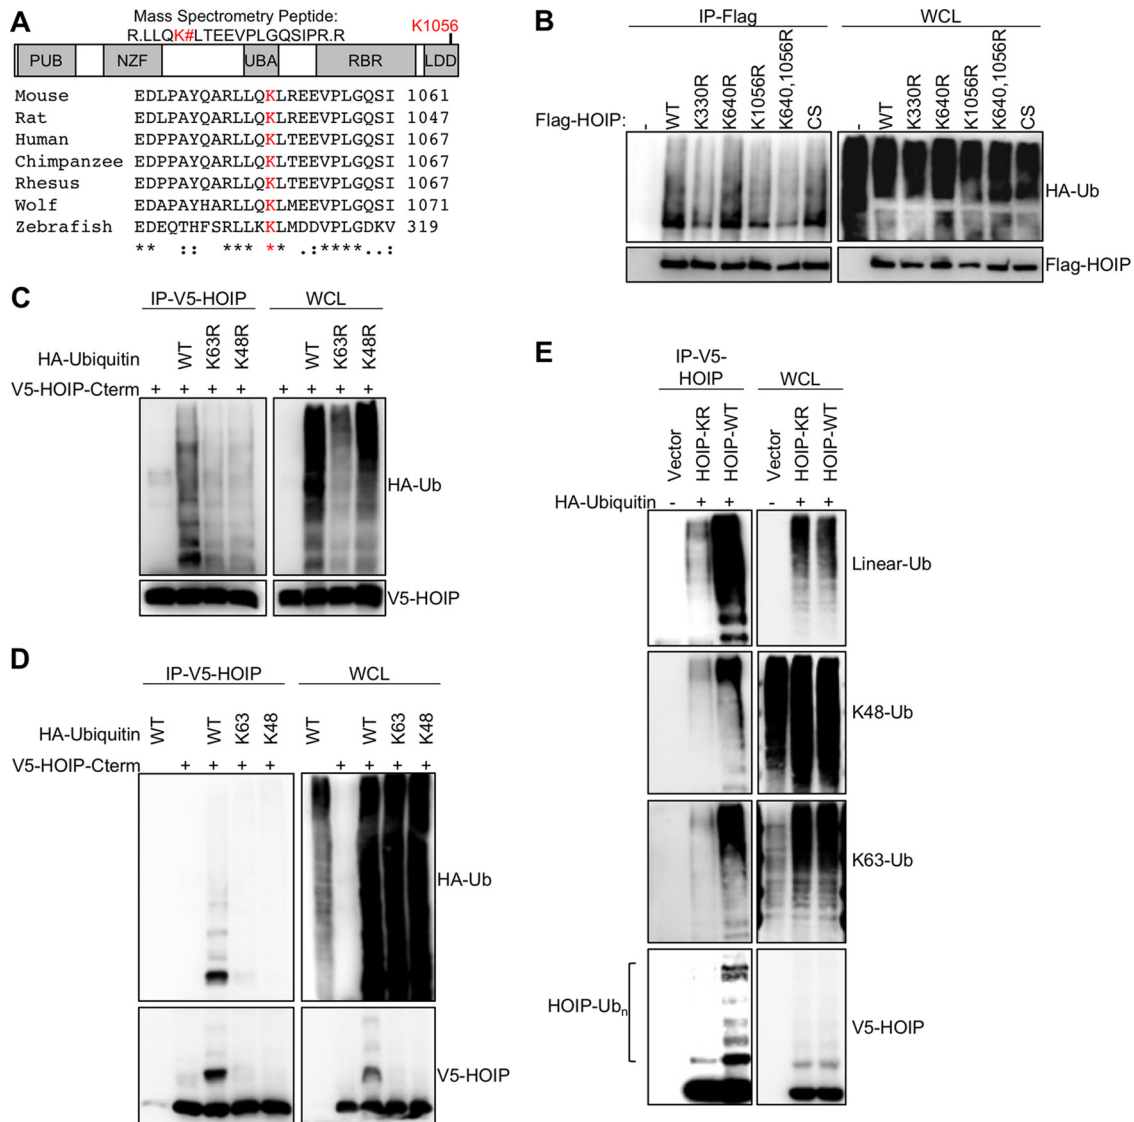 A
Mass Spectrometry Peptide:
R.LLQK#LTEEVPLGQSIPR.R
K1056
PUB NZF UBA RBR LDD
Mouse EDLPAYQARLLQKLREEVPLGQSI 1061
Rat EDLPAYQARLLQKLREEVPLGQSI 1047
Human EDPPAYQARLLQKLTEEVPLGQSI 1067
Chimpanzee EDPPAYQARLLQKLTEEVPLGQSI 1067
Rhesus EDPPAYQARLLQKLTEEVPLGQSI 1067
Wolf EDAPAYHARLLQKLMEEVPLGQSI 1071
Zebrafish EDEQTHFSRLLKKLMDDVPLGDKV 319
** :: *** ** .:****..:
B
IP-Flag WCL
Flag-HOIP: - WT K330R K640R K1056R K640,1056R CS - WT K330R K640R K1056R K640,1056R CS
HA-Ub
Flag-HOIP
C
IP-V5-HOIP WCL
HA-Ubiquitin WT K63R K48R WT K63R K48R
V5-HOIP-Cterm + + + + + + + +
HA-Ub
V5-HOIP
D
IP-V5-HOIP WCL
HA-Ubiquitin WT WT K63 K48 WT WT K63 K48
V5-HOIP-Cterm + + + + + + + +
HA-Ub
V5-HOIP
E
IP-V5-
HOIP WCL
Vector HOIP-KR HOIP-WT Vector HOIP-KR HOIP-WT
HA-Ubiquitin - + + - + +
Linear-Ub
K48-Ub
K63-Ub
HOIP-Ubn
V5-HOIP